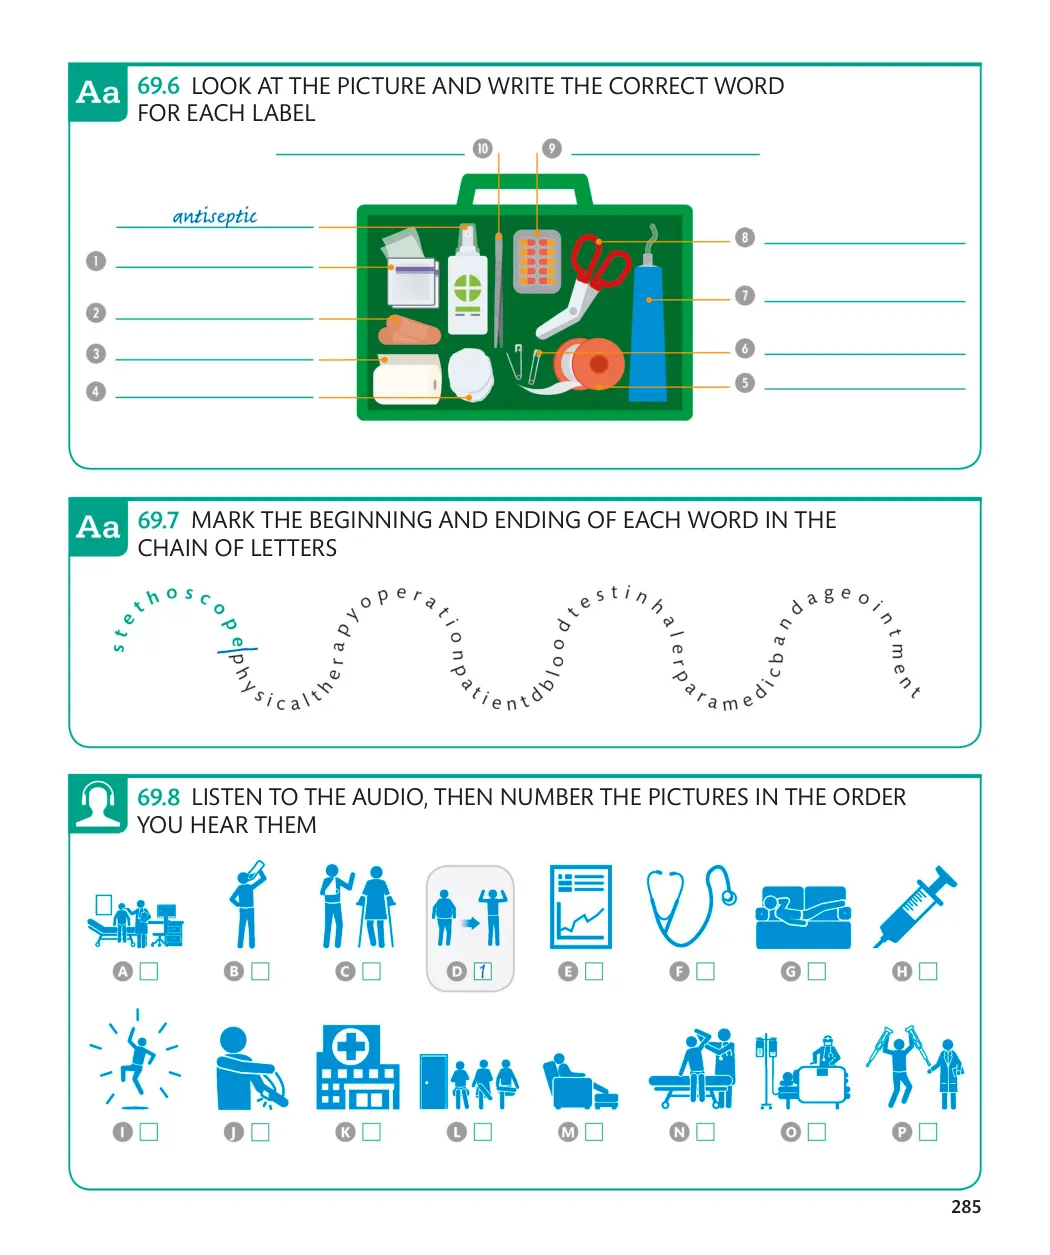 Aa
69.6 LOOK AT THE PICTURE AND WRITE THE CORRECT WORD
FOR EACH LABEL
10
9
antiseptic
1
2
3
4
8
7
6
5
Aa
69.7 MARK THE BEGINNING AND ENDING OF EACH WORD IN THE
CHAIN OF LETTERS
stethoscopephysicaltherapyoperationpatientdbloodtestinhalerparamedicbandageointment
69.8 LISTEN TO THE AUDIO, THEN NUMBER THE PICTURES IN THE ORDER
YOU HEAR THEM
A B C D 1 E F G H
I J K L M N O P
285